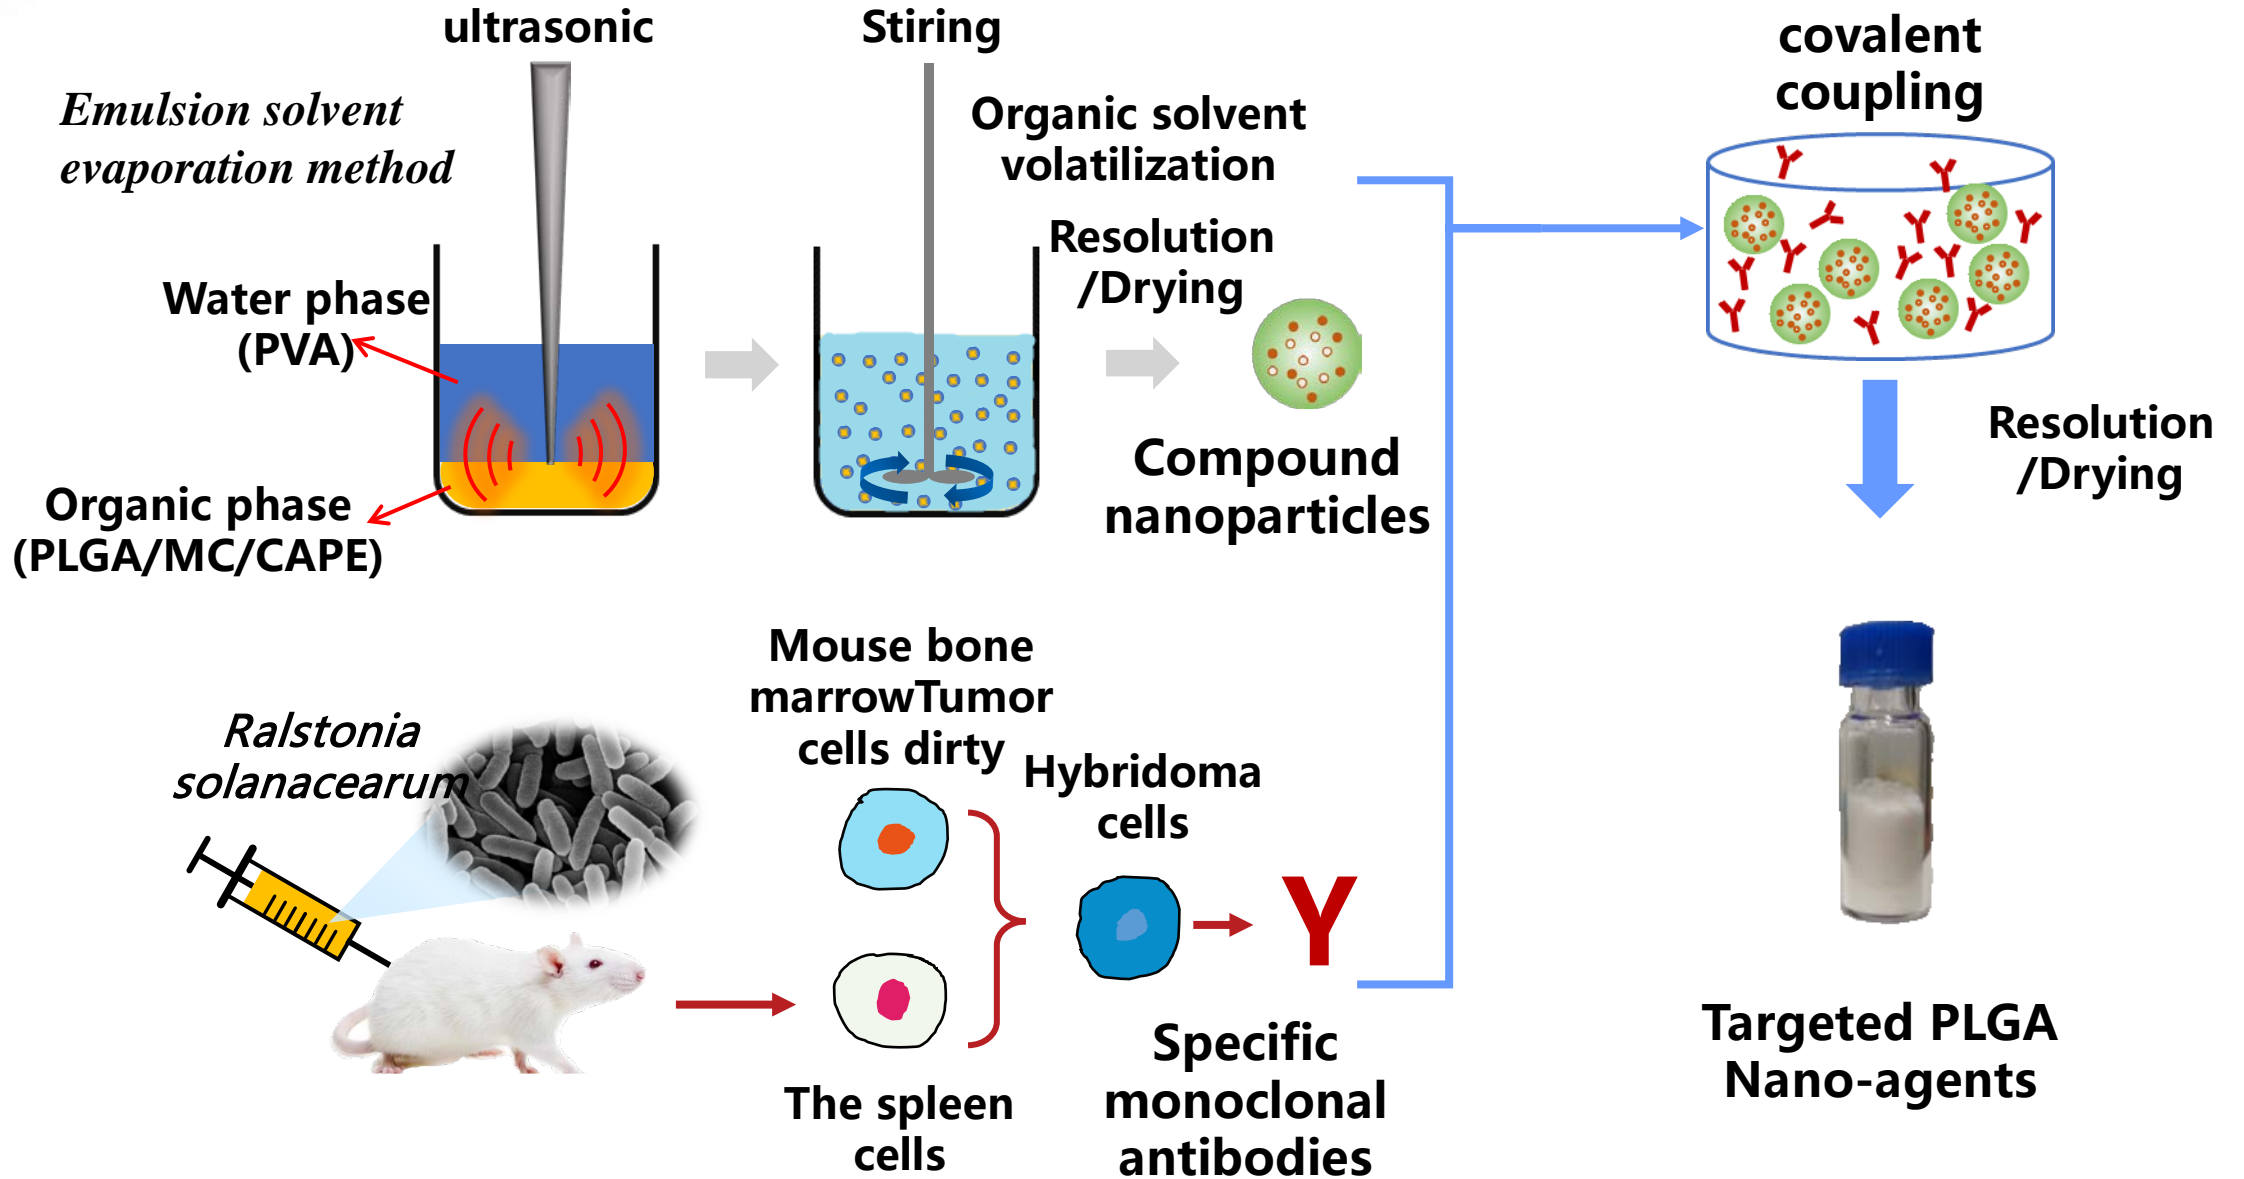 ultrasonic
Stiring
covalent
coupling
Emulsion solvent
evaporation method
Organic solvent
volatilization
Resolution
/Drying
Water phase
(PVA)
Organic phase
(PLGA/MC/CAPE)
Compound
nanoparticles
Resolution
/Drying
Mouse bone
marrowTumor
cells dirty
Ralstonia
solanacearum
Hybridoma
cells
Y
The spleen
cells
Specific
monoclonal
antibodies
Targeted PLGA
Nano-agents